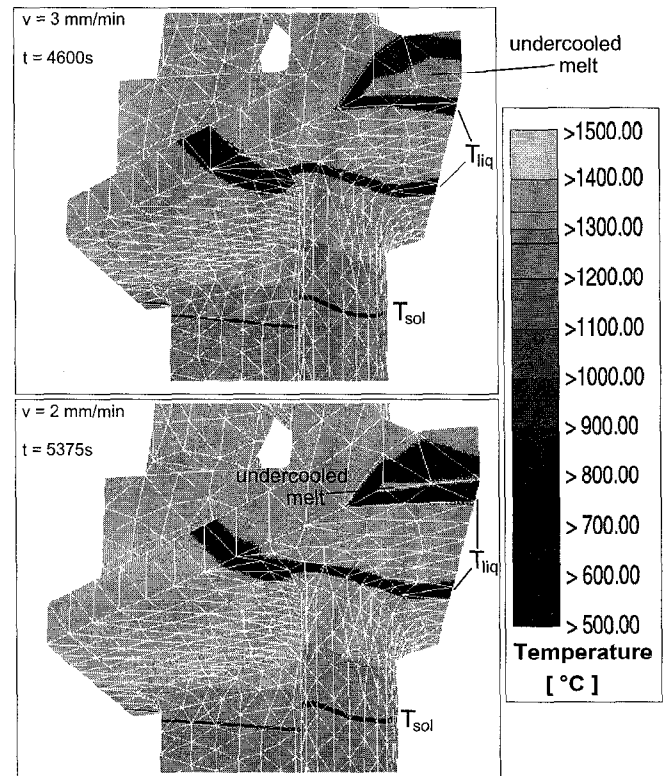 v = 3 mm/min
t = 4600s
undercooled
melt
T_liq
T_sol
v = 2 mm/min
t = 5375s
undercooled
melt
T_liq
T_sol
>1500.00
>1400.00
>1300.00
>1200.00
>1100.00
>1000.00
>900.00
>800.00
>700.00
>600.00
>500.00
Temperature
[ °C ]